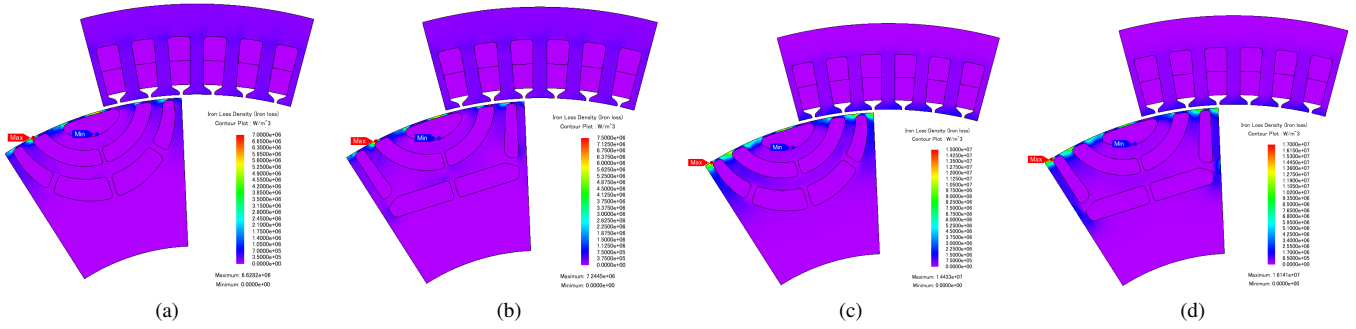 Max
Min
Iron Loss Density (Iron loss)
Contour Plot : W/m^3
7.0000e+06
6.6500e+06
6.3000e+06
5.9500e+06
5.6000e+06
5.2500e+06
4.9000e+06
4.5500e+06
4.2000e+06
3.8500e+06
3.5000e+06
3.1500e+06
2.8000e+06
2.4500e+06
2.1000e+06
1.7500e+06
1.4000e+06
1.0500e+06
7.0000e+05
3.5000e+05
0.0000e+00
Maximum: 6.6282e+06
Minimum: 0.0000e+00
(a)
Max
Min
Iron Loss Density (Iron loss)
Contour Plot : W/m^3
7.5000e+06
7.1250e+06
6.7500e+06
6.3750e+06
6.0000e+06
5.6250e+06
5.2500e+06
4.8750e+06
4.5000e+06
4.1250e+06
3.7500e+06
3.3750e+06
3.0000e+06
2.6250e+06
2.2500e+06
1.8750e+06
1.5000e+06
1.1250e+06
7.5000e+05
3.7500e+05
0.0000e+00
Maximum: 7.2445e+06
Minimum: 0.0000e+00
(b)
Max
Min
Iron Loss Density (Iron loss)
Contour Plot : W/m^3
1.5000e+07
1.4250e+07
1.3500e+07
1.2750e+07
1.2000e+07
1.1250e+07
1.0500e+07
9.7500e+06
9.0000e+06
8.2500e+06
7.5000e+06
6.7500e+06
6.0000e+06
5.2500e+06
4.5000e+06
3.7500e+06
3.0000e+06
2.2500e+06
1.5000e+06
7.5000e+05
0.0000e+00
Maximum: 1.4433e+07
Minimum: 0.0000e+00
(c)
Max
Min
Iron Loss Density (Iron loss)
Contour Plot : W/m^3
1.7000e+07
1.6150e+07
1.5300e+07
1.4450e+07
1.3600e+07
1.2750e+07
1.1900e+07
1.1050e+07
1.0200e+07
9.3500e+06
8.5000e+06
7.6500e+06
6.8000e+06
5.9500e+06
5.1000e+06
4.2500e+06
3.4000e+06
2.5500e+06
1.7000e+06
8.5000e+05
0.0000e+00
Maximum: 1.6141e+07
Minimum: 0.0000e+00
(d)